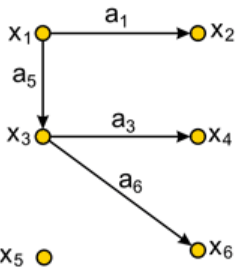 x₁ a₁ x₂
a₅
x₃ a₃ x₄
a₆
x₅ x₆